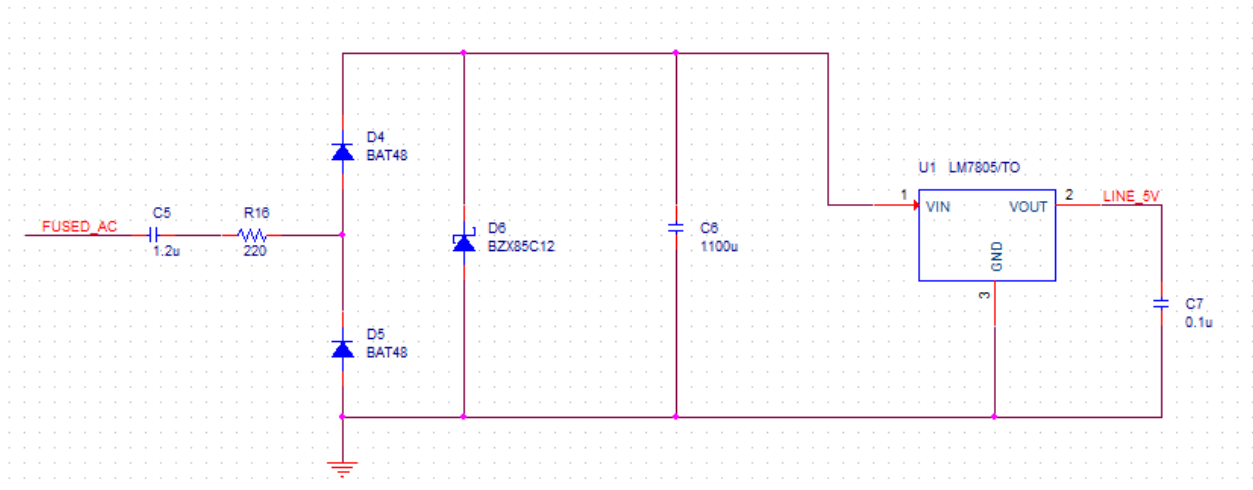 D4
BAT48
U1 LM7805/TO
1
VIN
VOUT
2
LINE_5V
GND
3
FUSED_AC
C5
1.2u
R16
220
D6
BZX85C12
C6
1100u
C7
0.1u
D5
BAT48